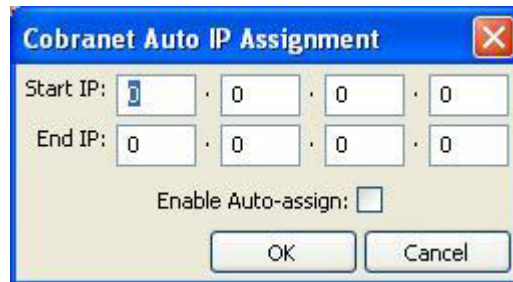 Cobranet Auto IP Assignment
Start IP: 0 . 0 . 0 . 0
End IP: 0 . 0 . 0 . 0
Enable Auto-assign:
OK Cancel